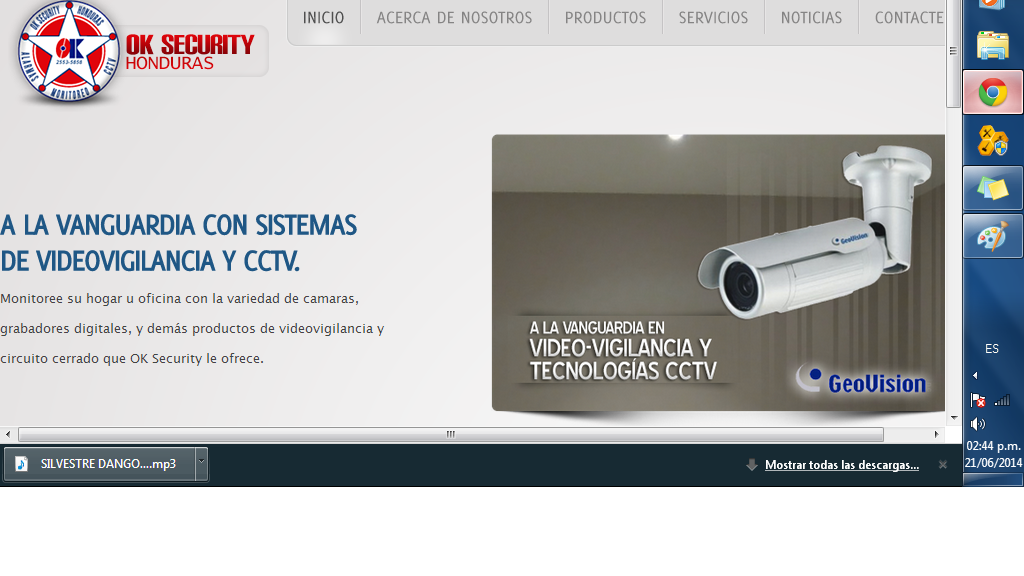 OK SECURITY HONDURAS
OK
2553-5858
ALARMAS MONITOREO CCTV
OK SECURITY
HONDURAS
INICIO
ACERCA DE NOSOTROS
PRODUCTOS
SERVICIOS
NOTICIAS
CONTACTE
A LA VANGUARDIA CON SISTEMAS
DE VIDEOVIGILANCIA Y CCTV.
Monitoree su hogar u oficina con la variedad de camaras,
grabadores digitales, y demás productos de videovigilancia y
circuito cerrado que OK Security le ofrece.
GeoVision
A LA VANGUARDIA EN
VIDEO-VIGILANCIA Y
TECNOLOGÍAS CCTV
GeoVision
ES
02:44 p.m.
21/06/2014
SILVESTRE DANGO....mp3
Mostrar todas las descargas...